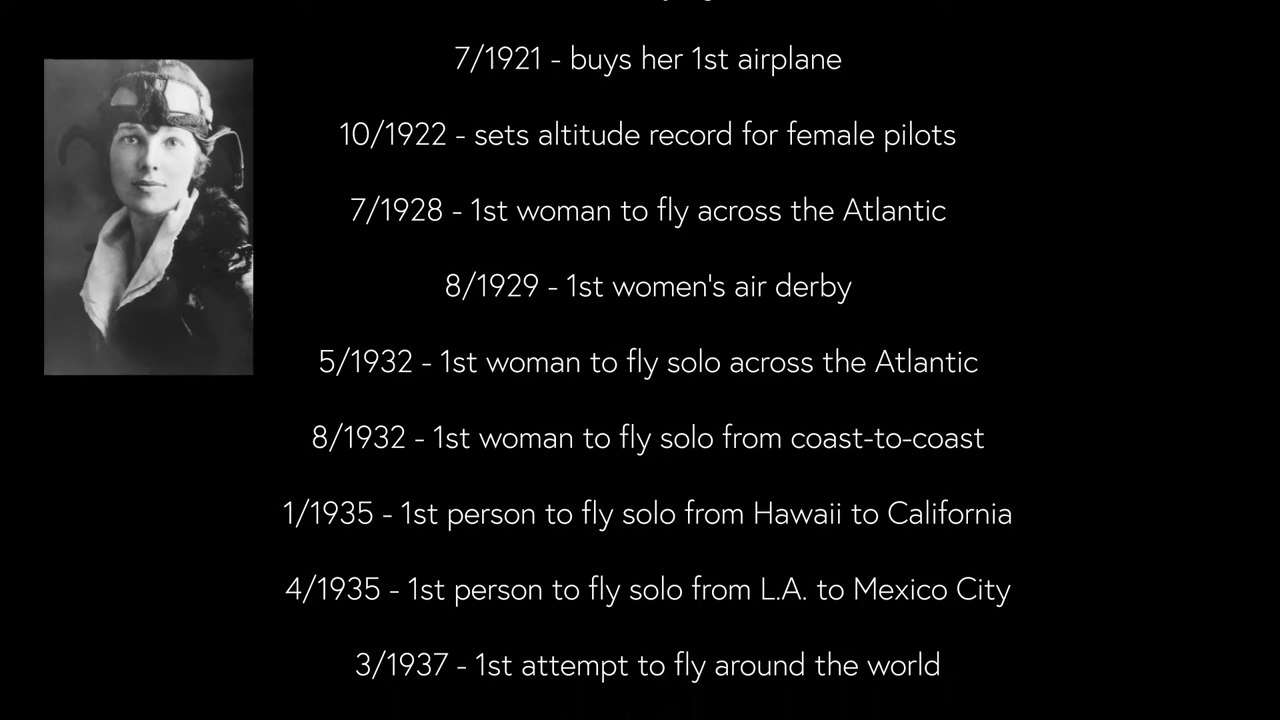 7/1921 - buys her 1st airplane
10/1922 - sets altitude record for female pilots
7/1928 - 1st woman to fly across the Atlantic
8/1929 - 1st women's air derby
5/1932 - 1st woman to fly solo across the Atlantic
8/1932 - 1st woman to fly solo from coast-to-coast
1/1935 - 1st person to fly solo from Hawaii to California
4/1935 - 1st person to fly solo from L.A. to Mexico City
3/1937 - 1st attempt to fly around the world